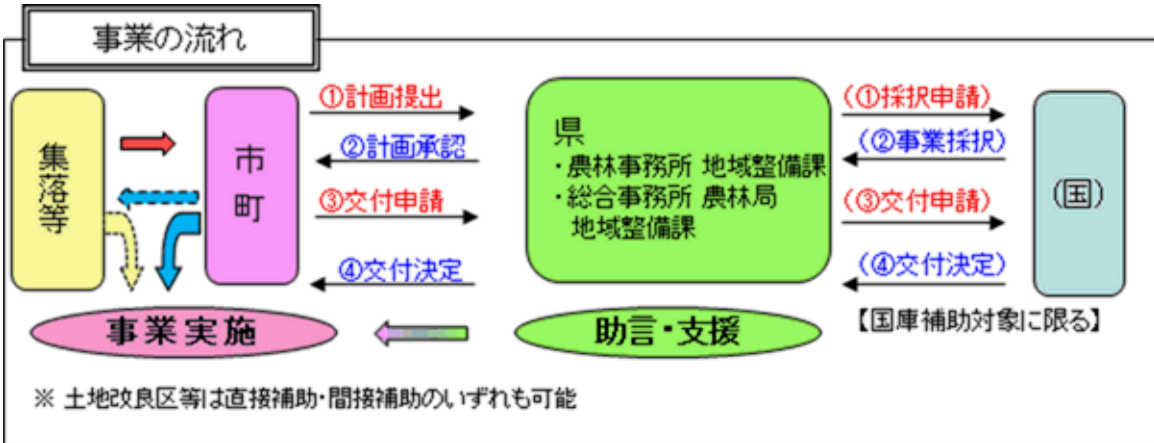 事業の流れ
集落等
市町
①計画提出
②計画承認
③交付申請
④交付決定
県
・農林事務所 地域整備課
・総合事務所 農林局
地域整備課
(①採択申請)
(②事業採択)
(③交付申請)
(④交付決定)
(国)
事業実施
助言・支援
【国庫補助対象に限る】
※ 土地改良区等は直接補助・間接補助のいずれも可能